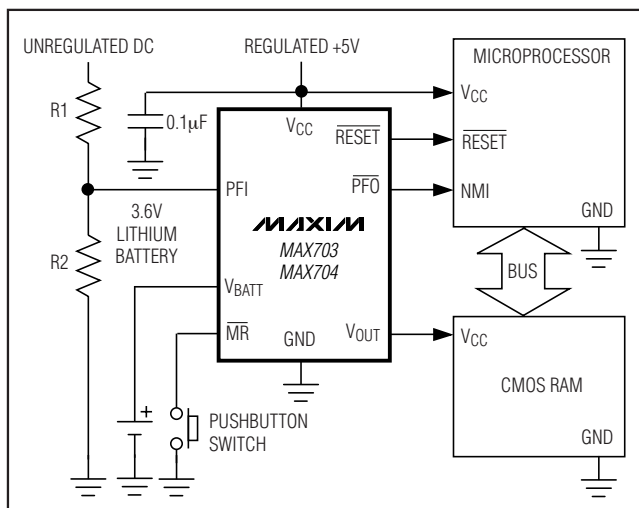 UNREGULATED DC
REGULATED +5V
MICROPROCESSOR
R1
0.1µF
VCC
RESET
VCC
RESET
PFI
PFO
NMI
3.6V
LITHIUM
BATTERY
MAXIM
MAX703
MAX704
GND
R2
BUS
VBATT
MR
GND
VOUT
VCC
CMOS RAM
+
PUSHBUTTON
SWITCH
GND